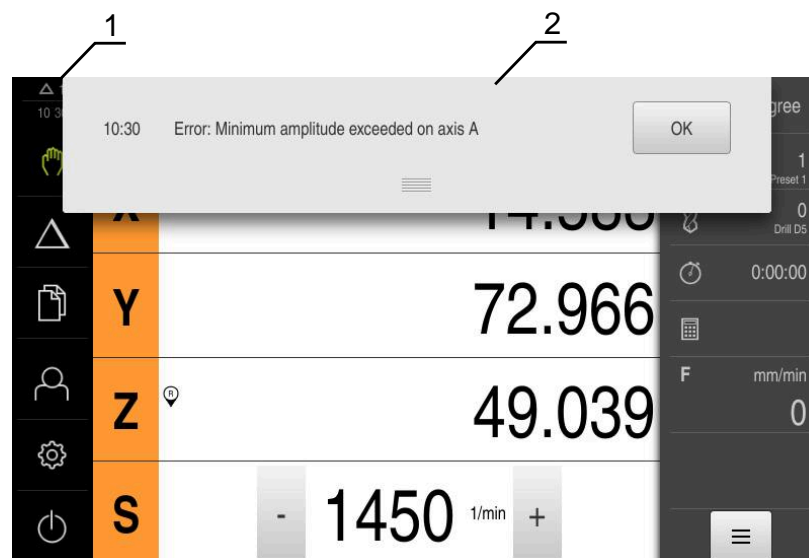 1
2
10:30
Error: Minimum amplitude exceeded on axis A
OK
gree
1
Preset 1
0
Drill D5
0:00:00
Y
72.966
Z
R
49.039
F
mm/min
0
S
-
1450
1/min
+